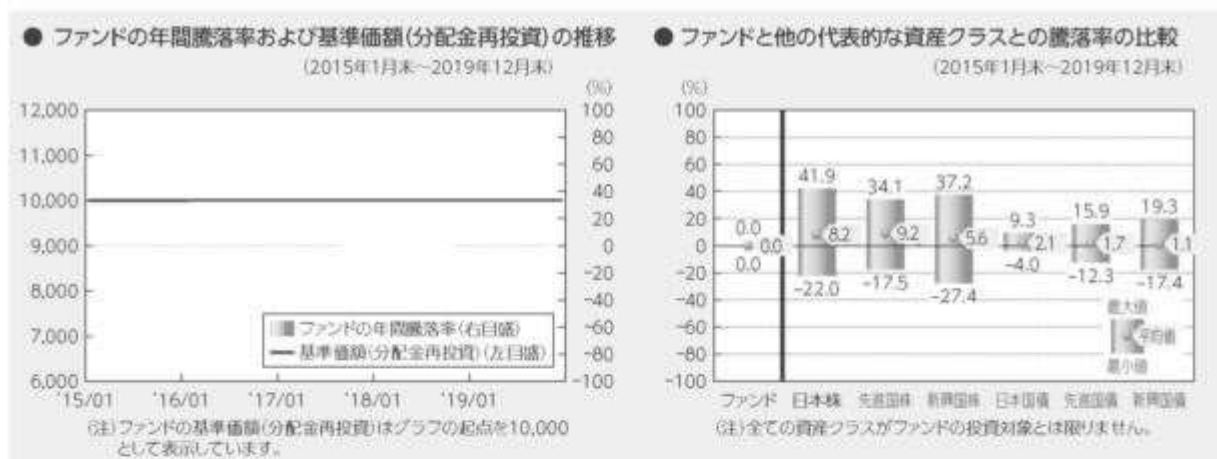 ● ファンドの年間騰落率および基準価額(分配金再投資)の推移
(2015年1月末～2019年12月末)
(%)
12,000
11,000
10,000
9,000
8,000
7,000
6,000
100
80
60
40
20
0
-20
-40
-60
-80
-100
ファンドの年間騰落率(右目盛)
基準価額(分配金再投資)(左目盛)
'15/01 '16/01 '17/01 '18/01 '19/01
(注)ファンドの基準価額(分配金再投資)はグラフの起点を10,000
として表示しています。
● ファンドと他の代表的な資産クラスとの騰落率の比較
(2015年1月末～2019年12月末)
(%)
100
80
60
40
20
0
-20
-40
-60
-80
-100
0.0 41.9 34.1 37.2 9.3 15.9 19.3
0.0 8.2 9.2 5.6 2.1 1.7 1.1
0.0 -22.0 -17.5 -27.4 -4.0 -12.3 -17.4
最大値
平均値
最小値
ファンド 日本株 先進国株 新興国株 日本国債 先進国債 新興国債
(注)全ての資産クラスがファンドの投資対象とは限りません。